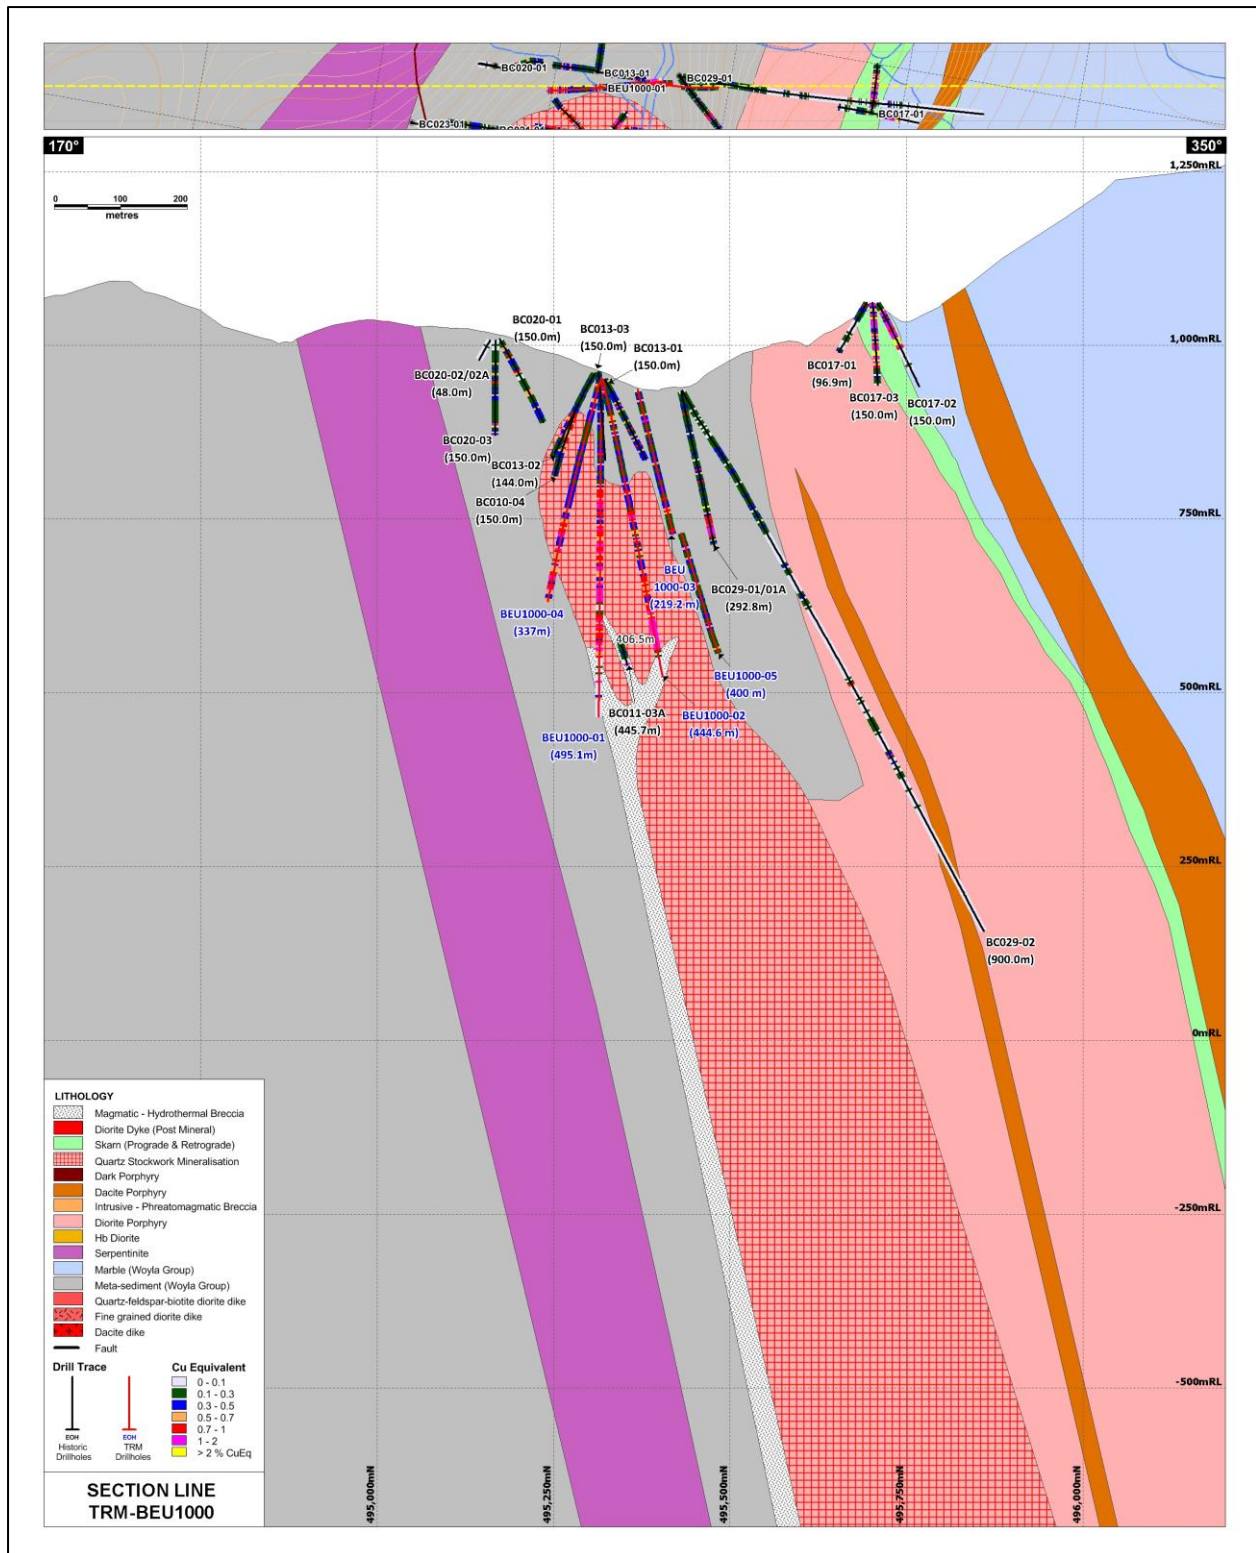 BC020-01
BC013-01
BC029-01
BEU1000-01
BC017-01
BC023-01
170°
350°
1,250mRL
0 100 200
metres
BC020-01
(150.0m)
BC013-03
(150.0m)
BC013-01
(150.0m)
1,000mRL
BC020-02/02A
(48.0m)
BC017-01
(96.9m)
BC017-03
(150.0m)
BC017-02
(150.0m)
BC020-03
(150.0m)
BC013-02
(144.0m)
BC010-04
(150.0m)
750mRL
BEU
1000-03
(219.2 m)
BC029-01/01A
(292.8m)
BEU1000-04
(337m)
406.5m
BEU1000-05
(400 m)
500mRL
BC011-03A
(445.7m)
BEU1000-02
(444.6 m)
BEU1000-01
(495.1m)
250mRL
BC029-02
(900.0m)
0mRL
-250mRL
-500mRL
495,000mN
495,250mN
495,500mN
495,750mN
496,000mN
LITHOLOGY
Magmatic - Hydrothermal Breccia
Diorite Dyke (Post Mineral)
Skarn (Prograde & Retrograde)
Quartz Stockwork Mineralisation
Dark Porphyry
Dacite Porphyry
Intrusive - Phreatomagmatic Breccia
Diorite Porphyry
Hb Diorite
Serpentinite
Marble (Woyla Group)
Meta-sediment (Woyla Group)
Quartz-feldspar-biotite diorite dike
Fine grained diorite dike
Dacite dike
Fault
Drill Trace
EOH
Historic
Drillholes
EOH
TRM
Drillholes
Cu Equivalent
0 - 0.1
0.1 - 0.3
0.3 - 0.5
0.5 - 0.7
0.7 - 1
1 - 2
> 2 % CuEq
SECTION LINE
TRM-BEU1000